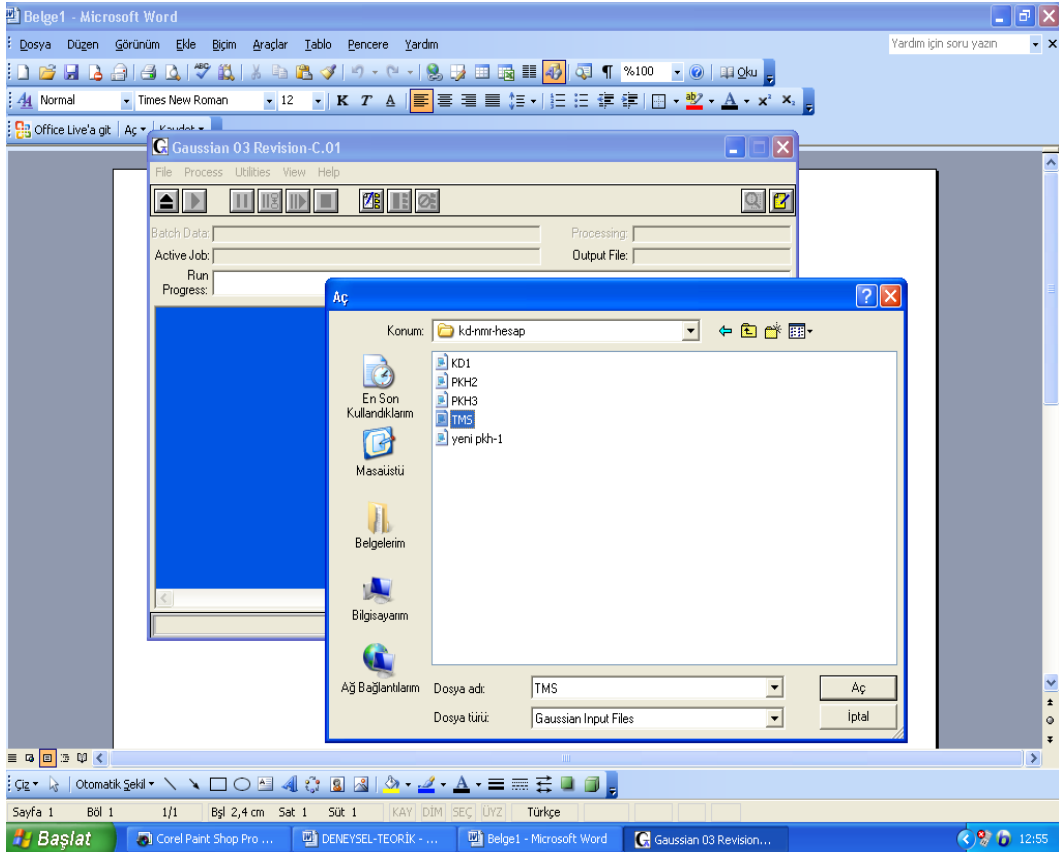 Belge1 - Microsoft Word
Dosya Düzen Görünüm Ekle Biçim Araçlar Tablo Pencere Yardım Yardım için soru yazın
%100 Oku
Normal Times New Roman 12 K T A
Office Live'a git Aç Kaydet
Gaussian 03 Revision-C.01
File Process Utilities View Help
Batch Data: Processing:
Active Job: Output File:
Run
Progress:
Aç
Konum: kd-nmr-hesap
KD1
PKH2
PKH3
TMS
yeni pkh-1
En Son
Kullandıklarım
Masaüstü
Belgelerim
Bilgisayarım
Ağ Bağlantılarım
Dosya adı: TMS Aç
Dosya türü: Gaussian Input Files İptal
Çiz Otomatik Şekil
Sayfa 1 Böl 1 1/1 Bşl 2,4 cm Sat 1 Süt 1 KAY DİM SEÇ ÜYZ Türkçe
Başlat Corel Paint Shop Pro ... DENEYSEL-TEORİK - ... Belge1 - Microsoft Word Gaussian 03 Revision... 12:55